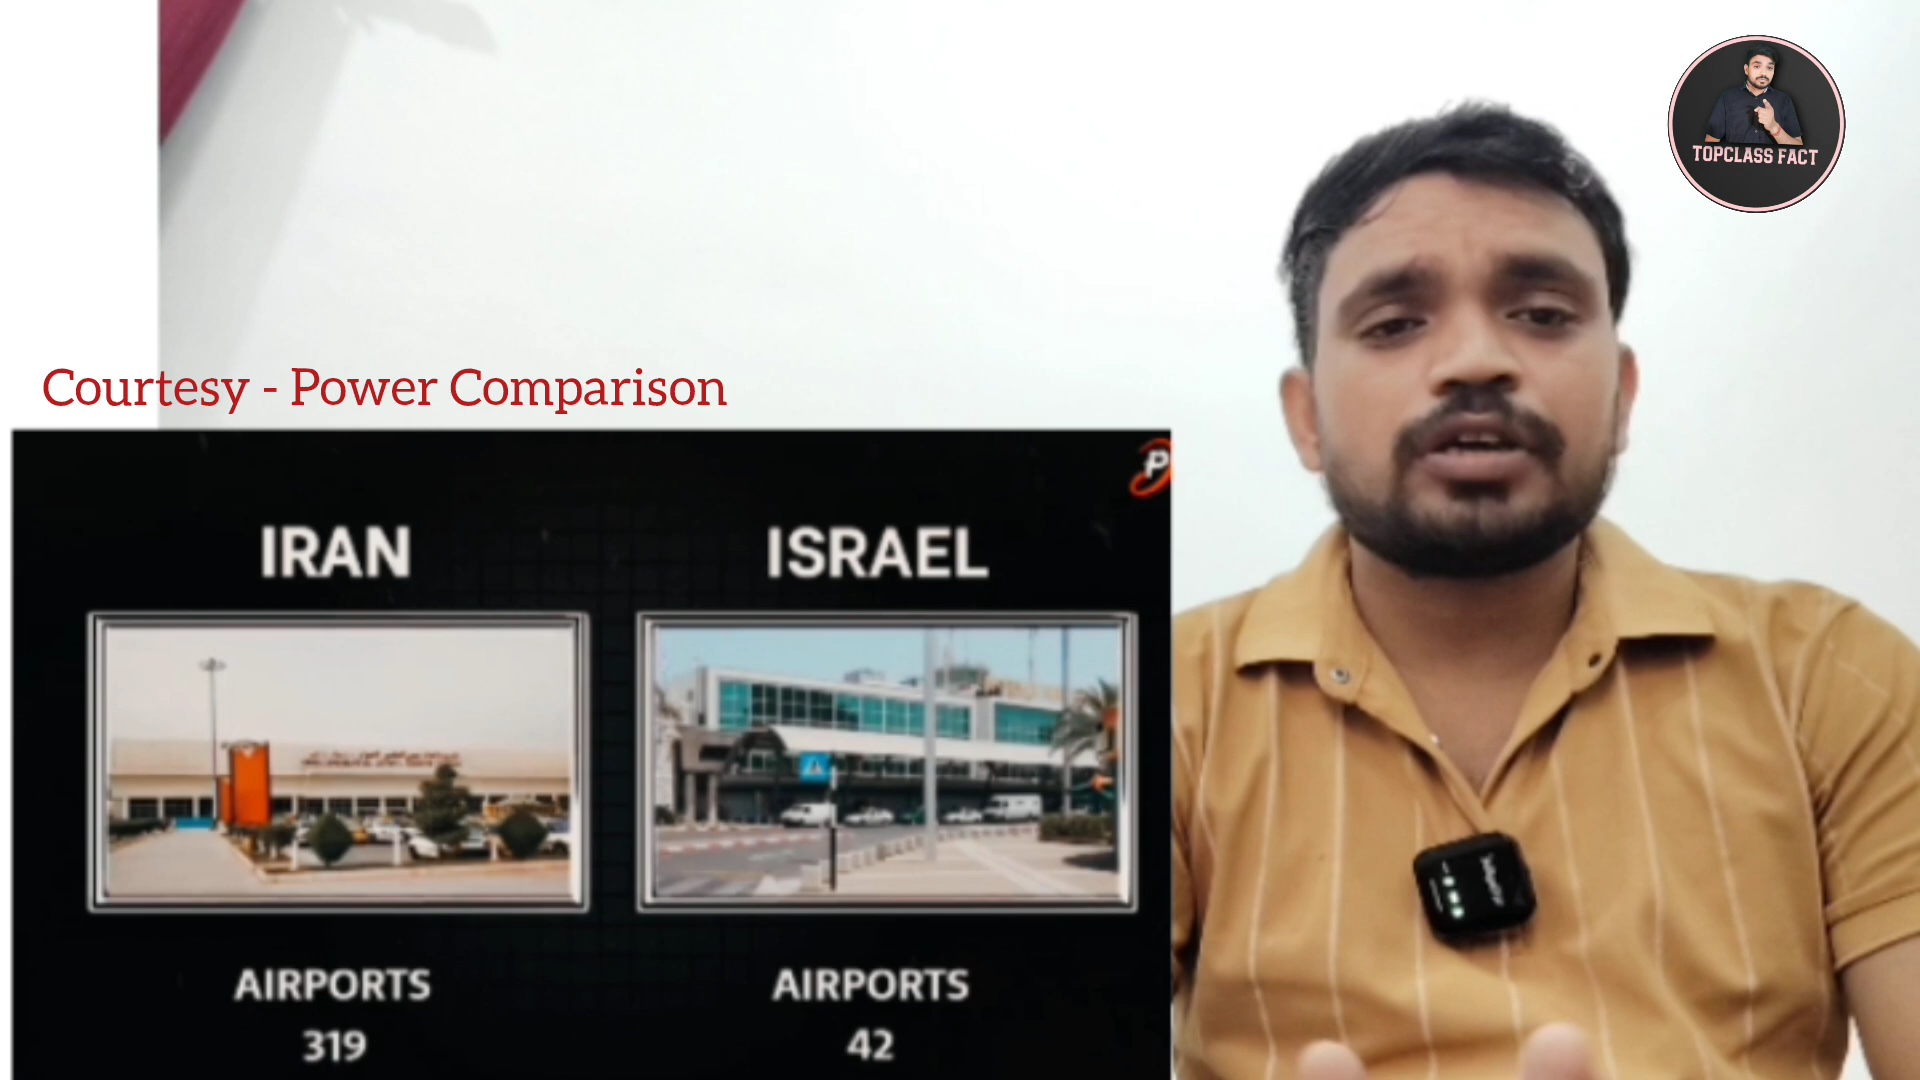 TOPCLASS FACT
Courtesy - Power Comparison
P
IRAN
ISRAEL
AIRPORTS
319
AIRPORTS
42